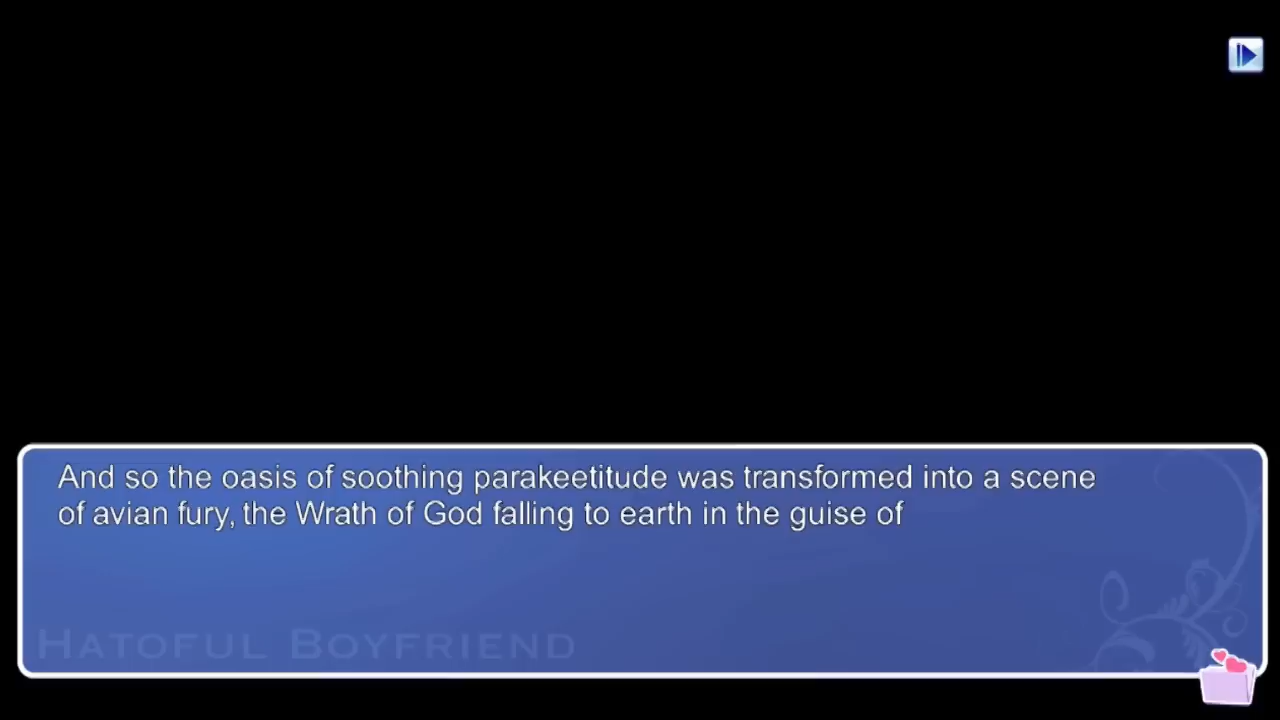 And so the oasis of soothing parakeetitude was transformed into a scene
of avian fury, the Wrath of God falling to earth in the guise of
HATOFUL BOYFRIEND